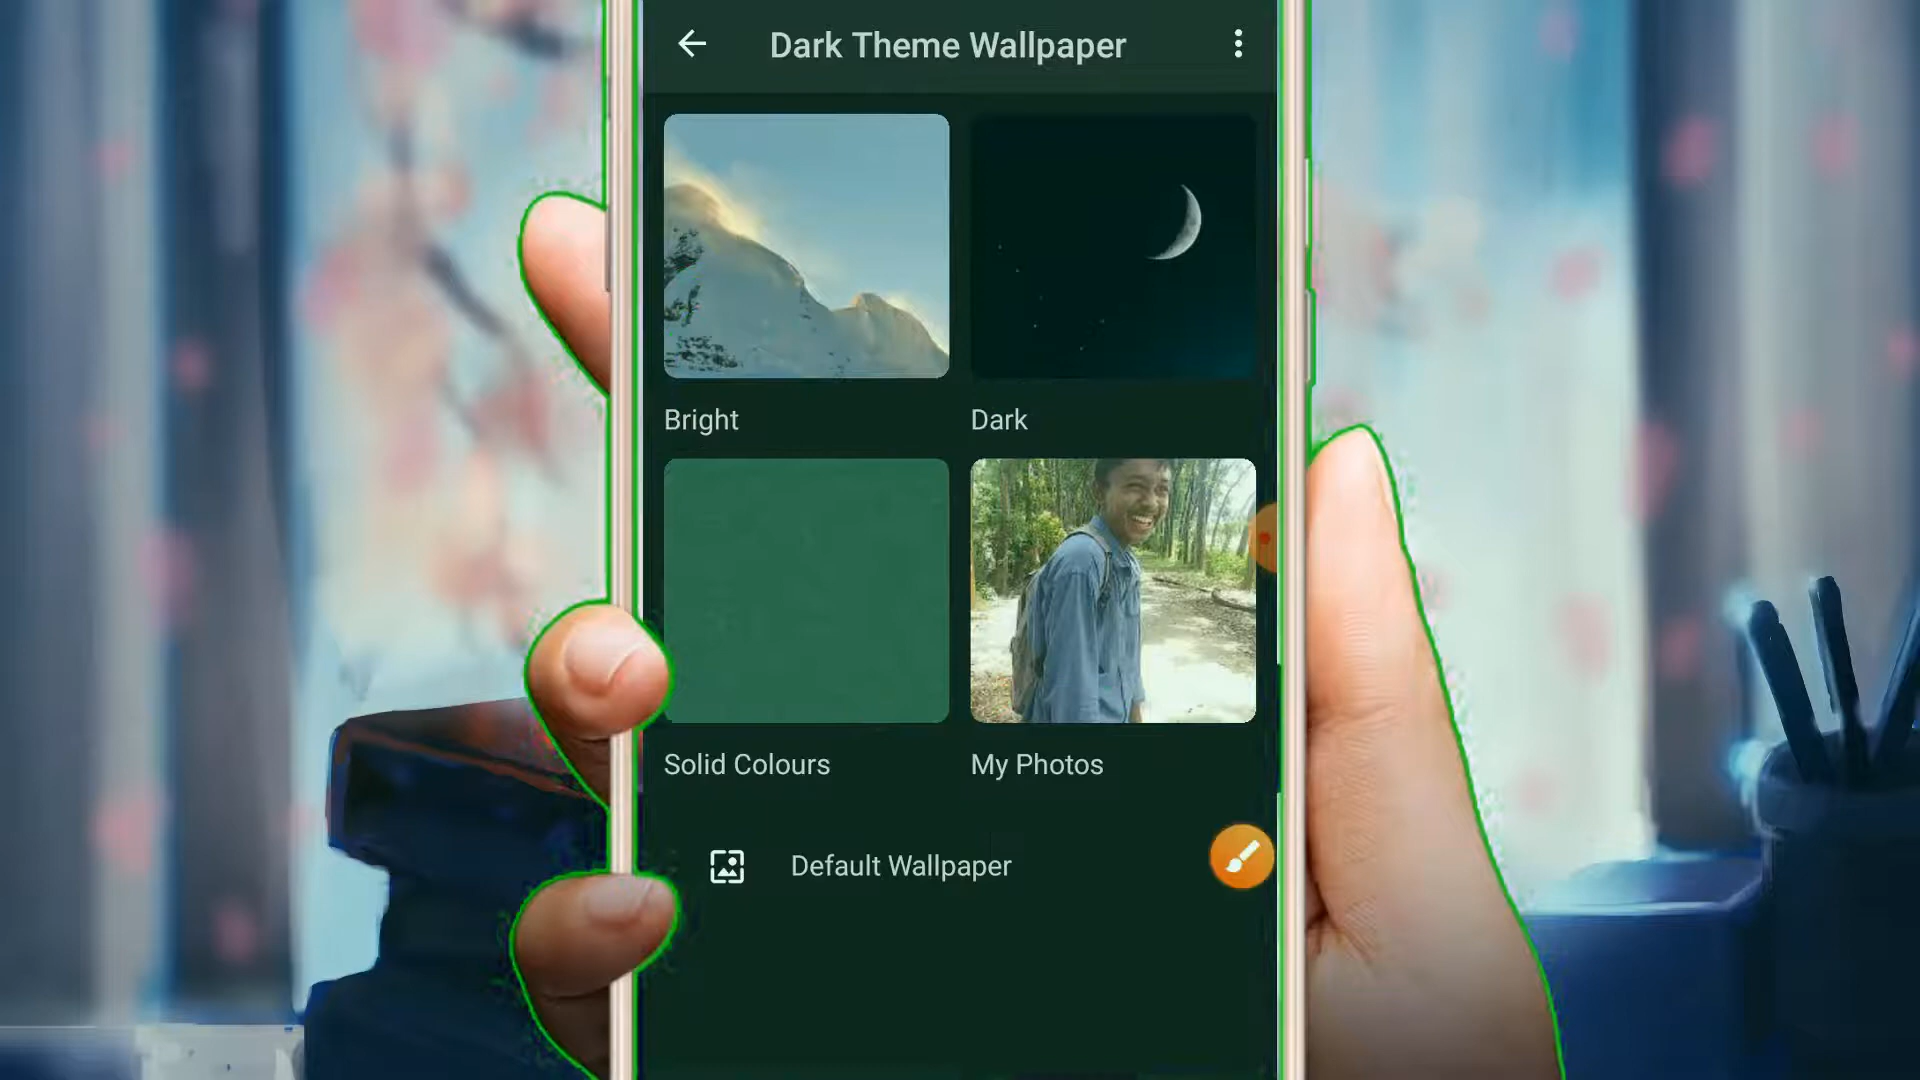 Dark Theme Wallpaper
Bright
Dark
Solid Colours
My Photos
Default Wallpaper